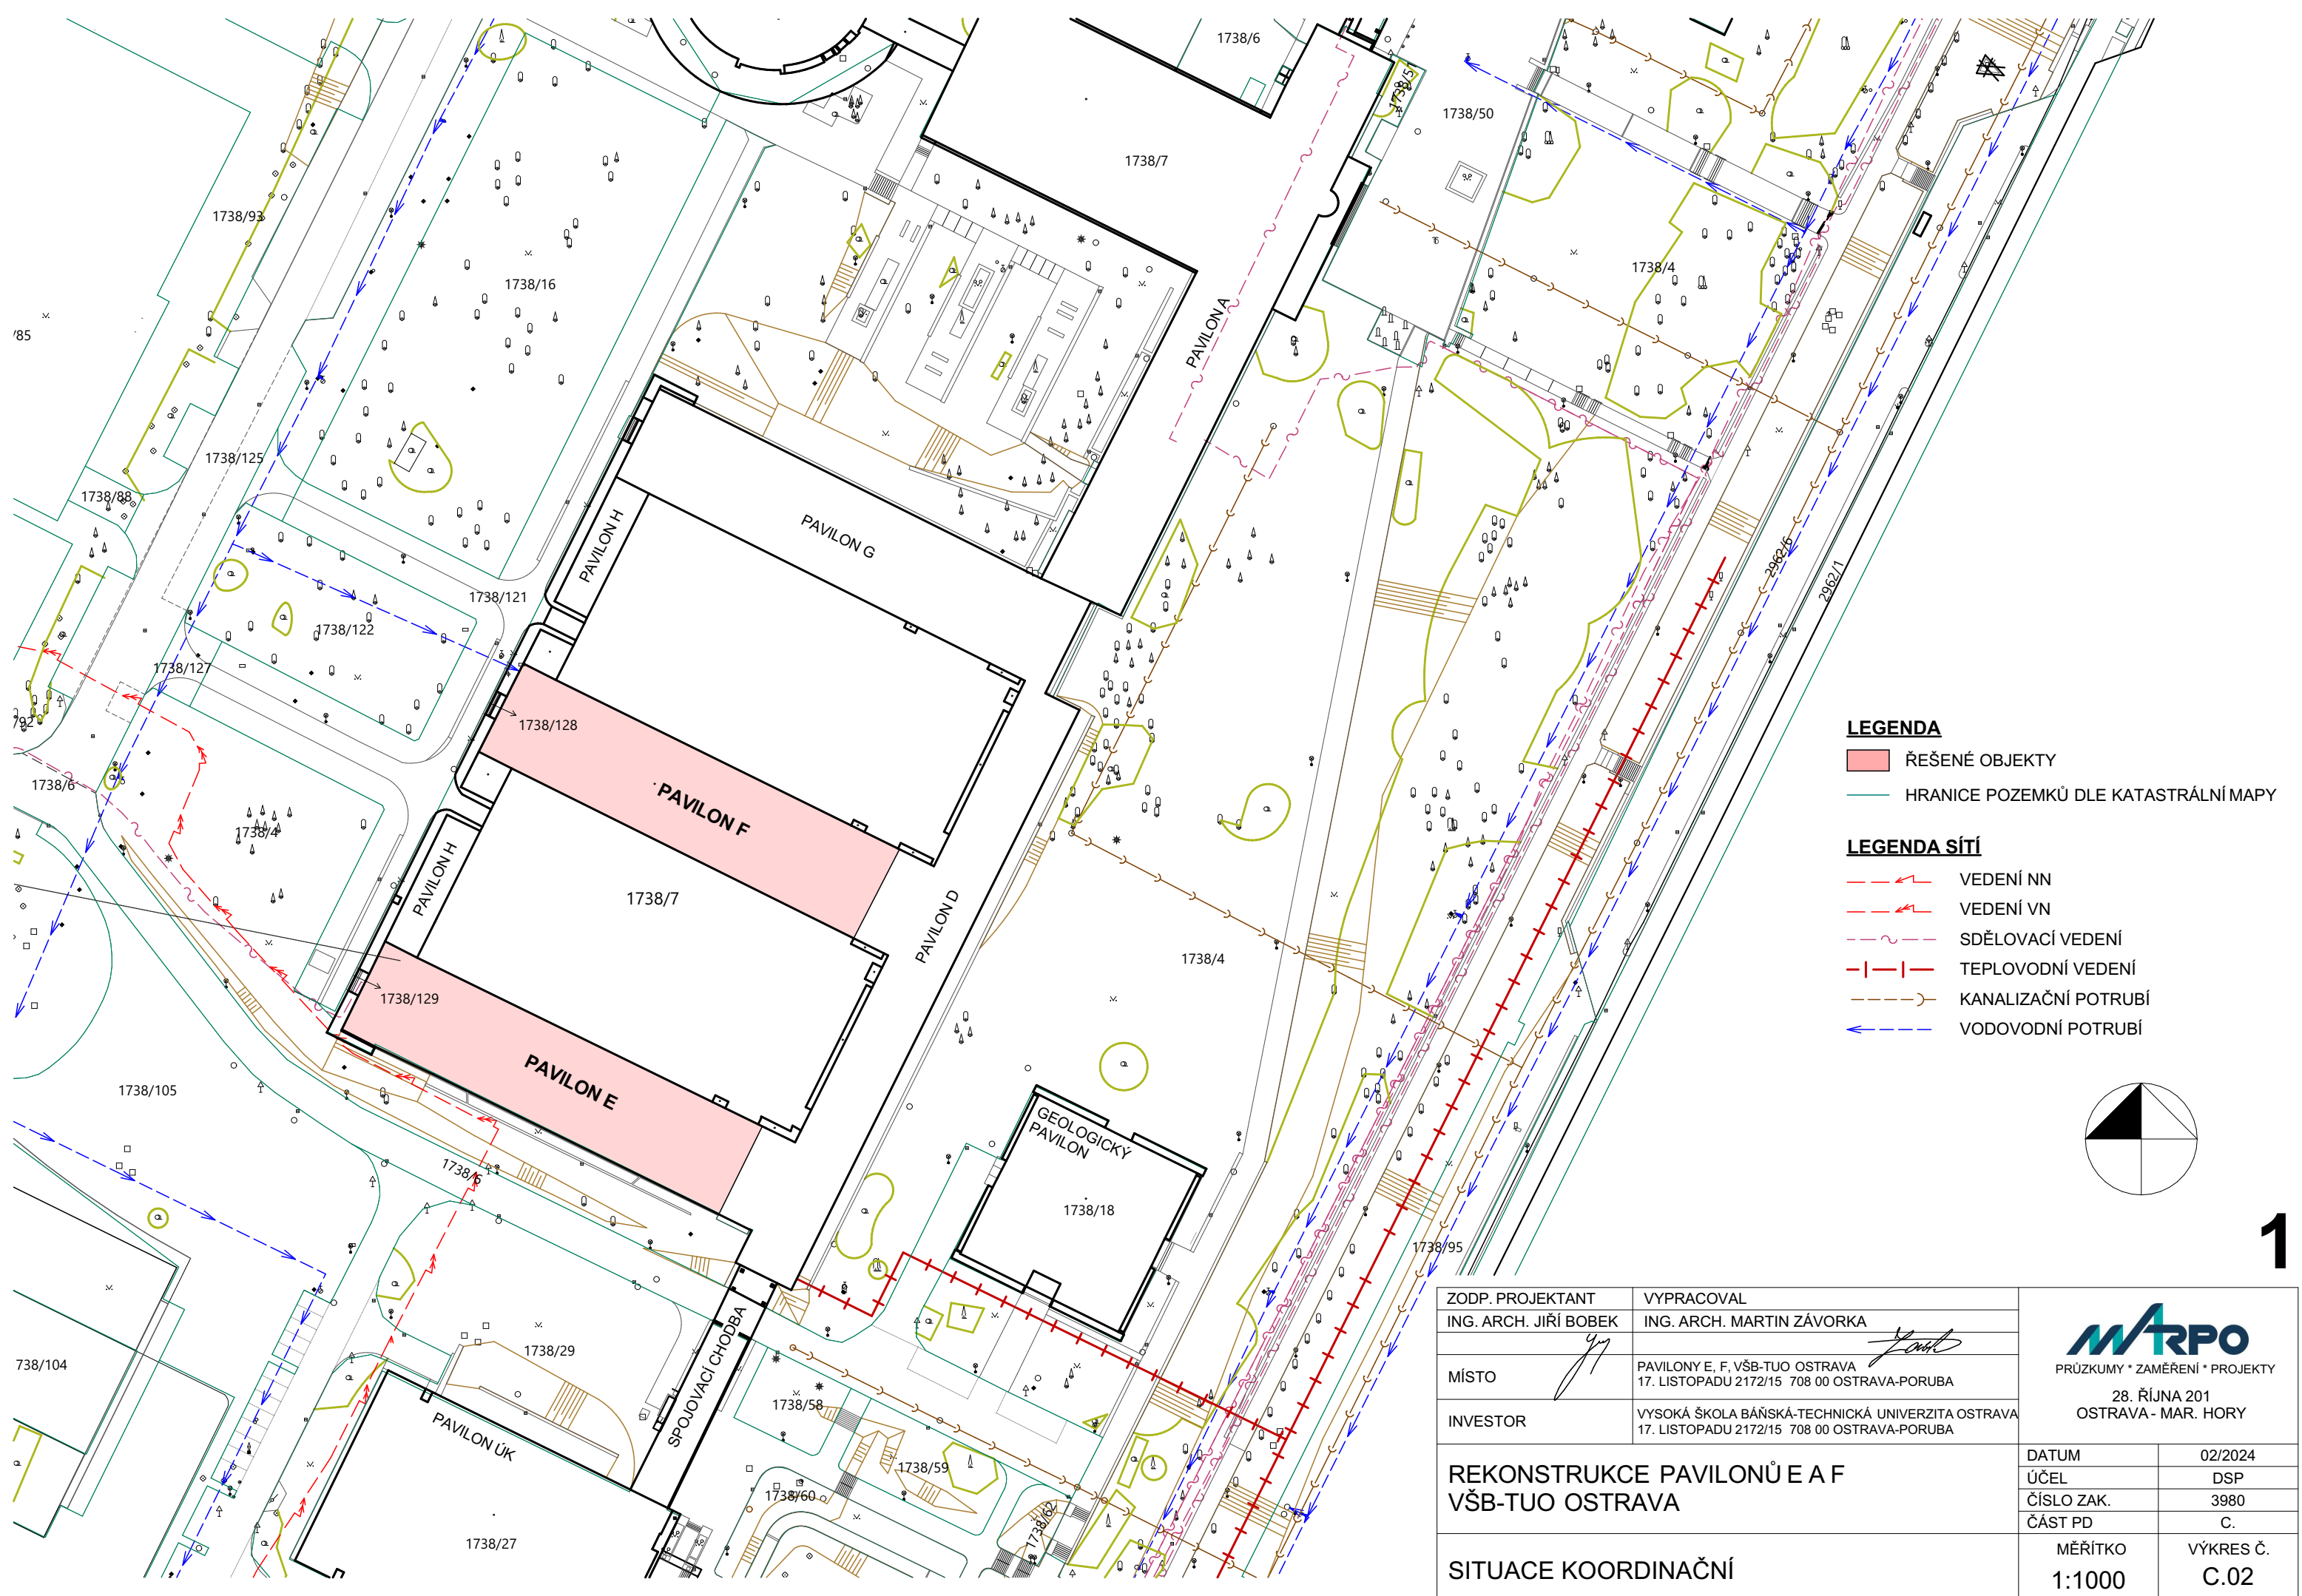 1738/6
1738/5
1738/50
1738/7
1738/93
1738/16
1738/4
/85
PAVILON A
1738/125
1738/88
PAVILON H
PAVILON G
2962/6
2962/1
1738/121
1738/122
1738/127
/92
1738/128
1738/6
1738/4
PAVILON F
PAVILON H
1738/7
PAVILON D
1738/4
1738/129
PAVILON E
1738/105
GEOLOGICKÝ
PAVILON
1738/6
1738/18
1738/95
738/104
1738/29
SPOJOVACÍ CHODBA
PAVILON ÚK
1738/58
1738/59
1738/60
1738/62
1738/27
LEGENDA
ŘEŠENÉ OBJEKTY
HRANICE POZEMKŮ DLE KATASTRÁLNÍ MAPY
LEGENDA SÍTÍ
VEDENÍ NN
VEDENÍ VN
SDĚLOVACÍ VEDENÍ
TEPLOVODNÍ VEDENÍ
KANALIZAČNÍ POTRUBÍ
VODOVODNÍ POTRUBÍ
1
ZODP. PROJEKTANT VYPRACOVAL
ING. ARCH. JIŘÍ BOBEK ING. ARCH. MARTIN ZÁVORKA
MÍSTO PAVILONY E, F, VŠB-TUO OSTRAVA
17. LISTOPADU 2172/15 708 00 OSTRAVA-PORUBA
INVESTOR VYSOKÁ ŠKOLA BÁŇSKÁ-TECHNICKÁ UNIVERZITA OSTRAVA
17. LISTOPADU 2172/15 708 00 OSTRAVA-PORUBA
MARPO
PRŮZKUMY * ZAMĚŘENÍ * PROJEKTY
28. ŘÍJNA 201
OSTRAVA - MAR. HORY
REKONSTRUKCE PAVILONŮ E A F
VŠB-TUO OSTRAVA
SITUACE KOORDINAČNÍ
DATUM 02/2024
ÚČEL DSP
ČÍSLO ZAK. 3980
ČÁST PD C.
MĚŘÍTKO VÝKRES Č.
1:1000 C.02